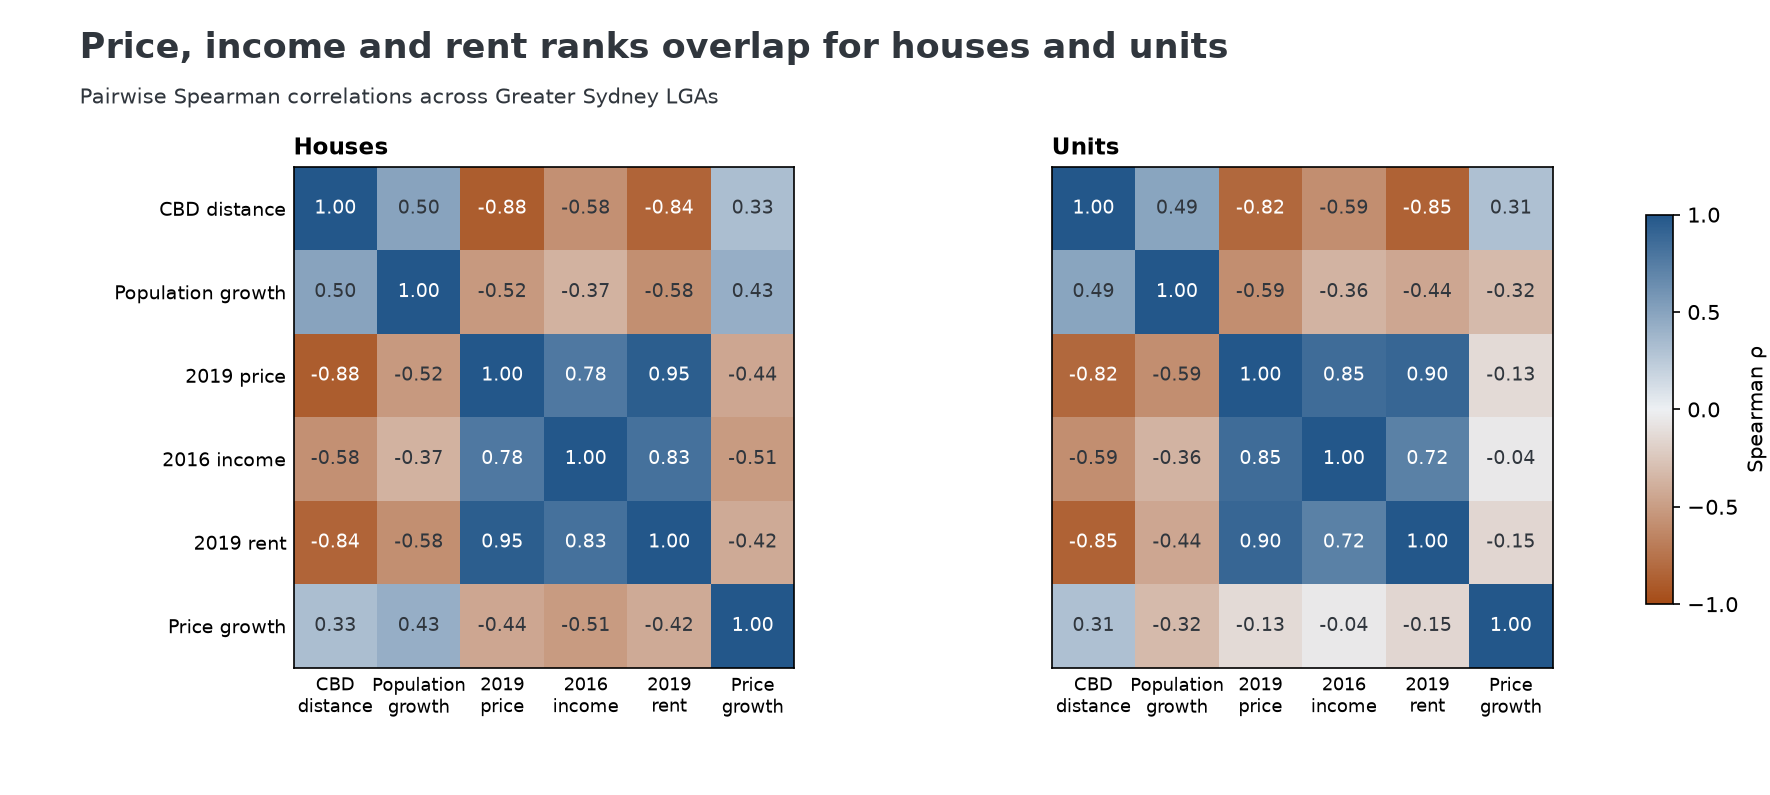 Price, income and rent ranks overlap for houses and units
Pairwise Spearman correlations across Greater Sydney LGAs
Houses
CBD distance 1.00 0.50 -0.88 -0.58 -0.84 0.33
Population growth 0.50 1.00 -0.52 -0.37 -0.58 0.43
2019 price -0.88 -0.52 1.00 0.78 0.95 -0.44
2016 income -0.58 -0.37 0.78 1.00 0.83 -0.51
2019 rent -0.84 -0.58 0.95 0.83 1.00 -0.42
Price growth 0.33 0.43 -0.44 -0.51 -0.42 1.00
CBD Population 2019 2016 2019 Price
distance growth price income rent growth
Units
1.00 0.49 -0.82 -0.59 -0.85 0.31
0.49 1.00 -0.59 -0.36 -0.44 -0.32
-0.82 -0.59 1.00 0.85 0.90 -0.13
-0.59 -0.36 0.85 1.00 0.72 -0.04
-0.85 -0.44 0.90 0.72 1.00 -0.15
0.31 -0.32 -0.13 -0.04 -0.15 1.00
CBD Population 2019 2016 2019 Price
distance growth price income rent growth
1.0
0.5
0.0
−0.5
−1.0
Spearman ρ